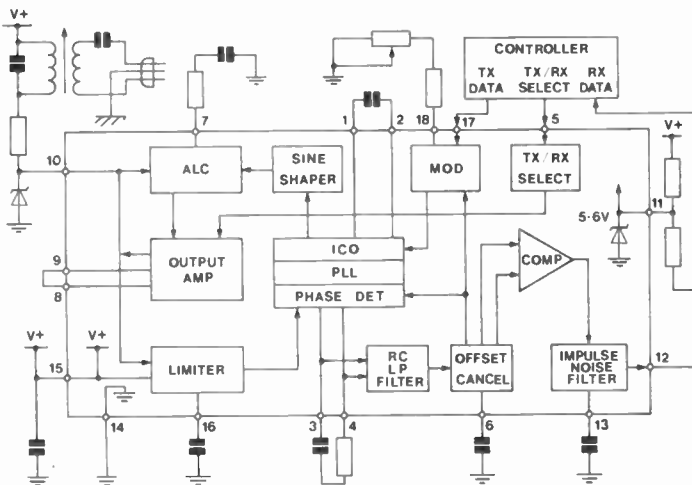 V+
CONTROLLER
TX DATA
TX/RX SELECT
RX DATA
7
1
2
18
17
5
10
ALC
SINE SHAPER
MOD
TX/RX SELECT
11
5·6V
9
8
OUTPUT AMP
ICO
PLL
PHASE DET
COMP
V+
V+
V+
15
LIMITER
RC LP FILTER
OFFSET CANCEL
IMPULSE NOISE FILTER
12
14
16
3
4
6
13